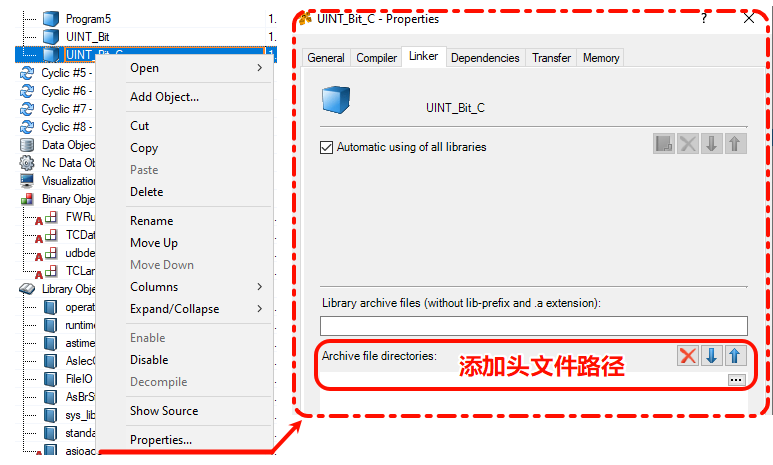 Program5
1.
UINT_Bit
1.
UINT_Bit_C
1.
Cyclic #5 -
Cyclic #6 -
Cyclic #7 -
Cyclic #8 -
Data Objec
Nc Data Ob
Visualization
Binary Obje
FWRu
TCDat
udbde
TCLan
Library Obje
operat
runtim
astime
AsIecC
FileIO
AsBrSt
sys_lib
standa
asioac
Open
Add Object...
Cut
Copy
Paste
Delete
Rename
Move Up
Move Down
Columns
Expand/Collapse
Enable
Disable
Decompile
Show Source
Properties...
UINT_Bit_C - Properties
?
General
Compiler
Linker
Dependencies
Transfer
Memory
UINT_Bit_C
Automatic using of all libraries
Library archive files (without lib-prefix and .a extension):
Archive file directories:
添加头文件路径
...